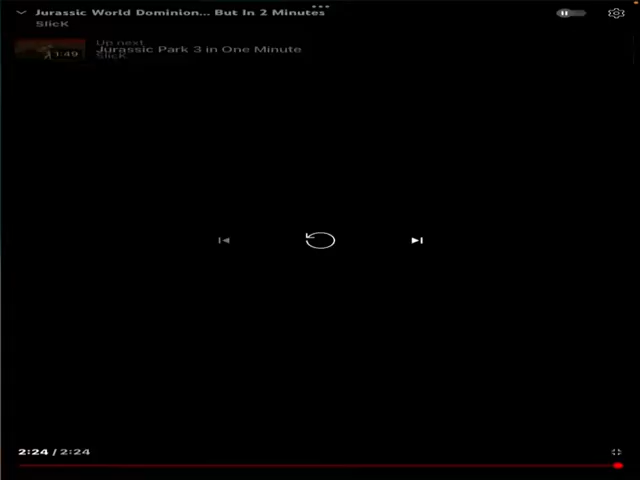 Jurassic World Dominion... But In 2 Minutes
SlicK
Up next
Jurassic Park 3 in One Minute
SlicK
1:49
2:24 / 2:24